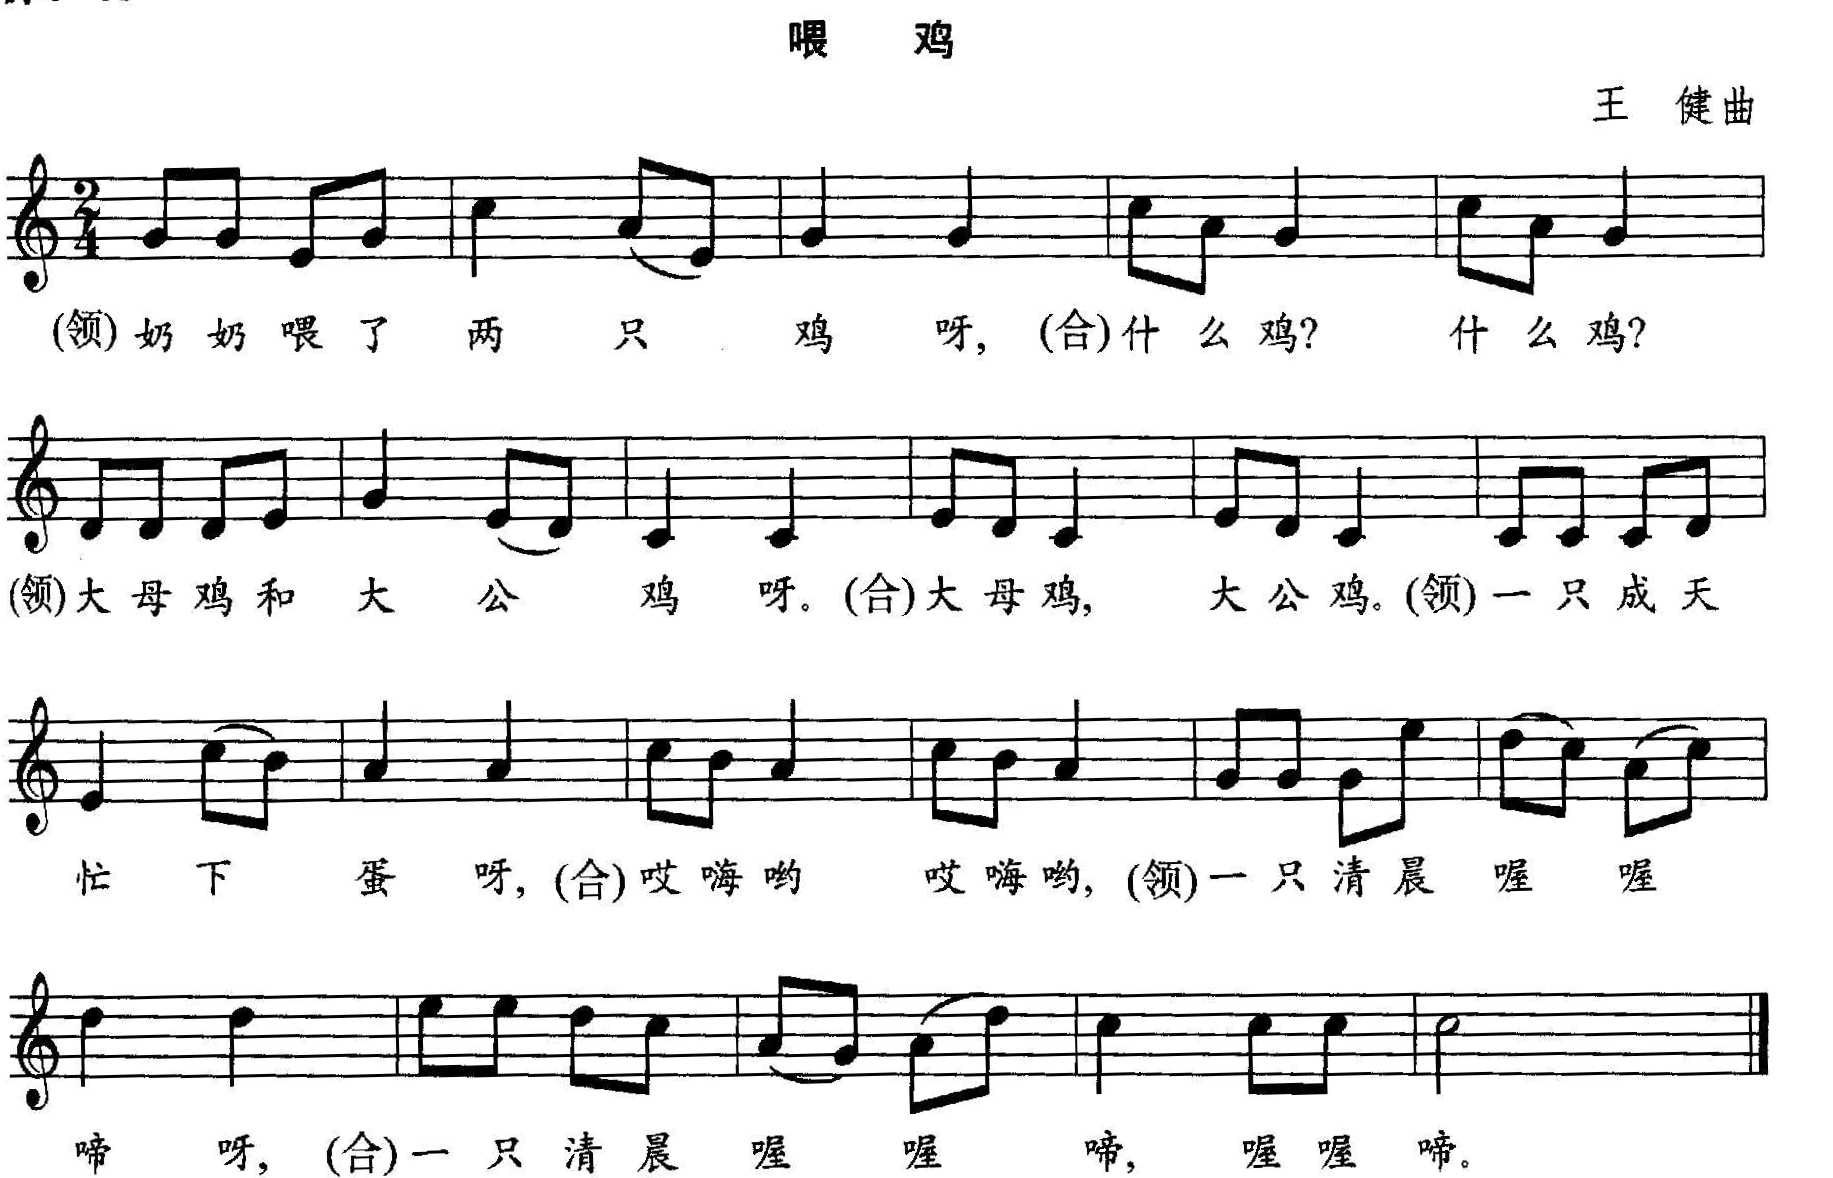 喂 鸡
王 健曲
2
4
(领)奶奶喂了 两 只 鸡 呀, (合)什么鸡? 什么鸡?
(领)大母鸡和 大 公 鸡 呀。(合)大母鸡, 大公鸡。(领)一只成天
忙 下 蛋 呀, (合)哎嗨哟 哎嗨哟, (领)一只清晨 喔 喔
啼 呀, (合)一只清晨 喔 喔 啼, 喔喔 啼。